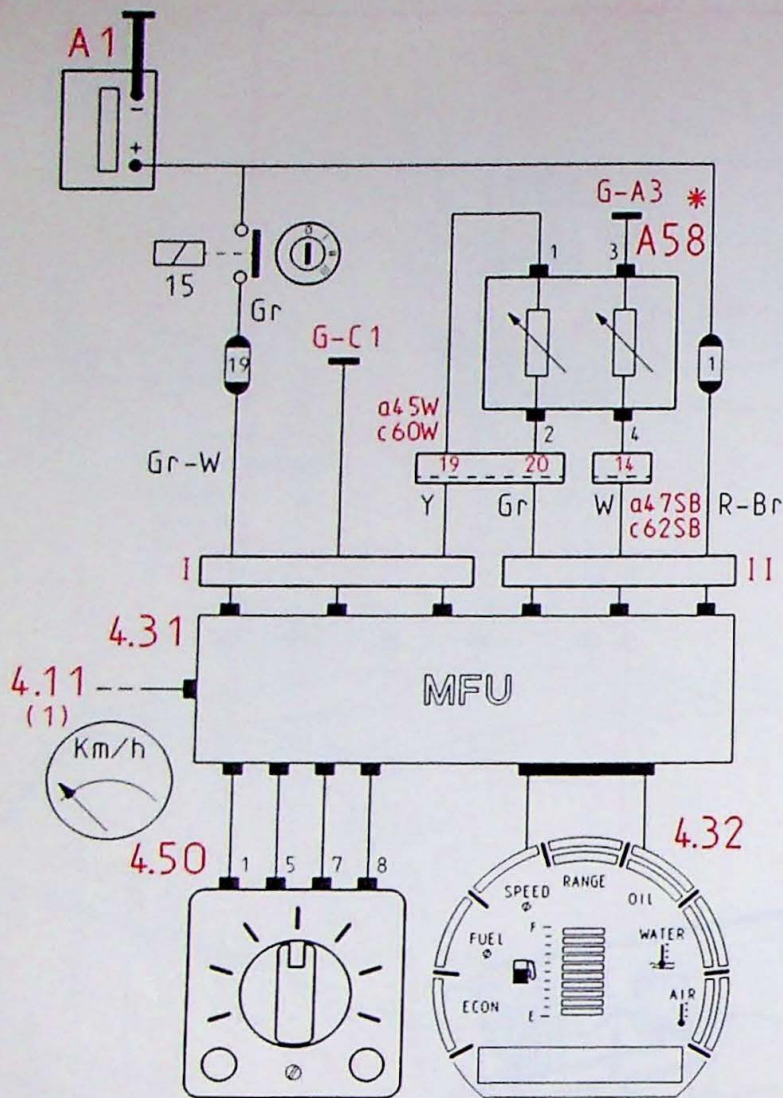 A1
-
+
G-A3 *
A58
1
3
15
Gr
G-C1
19
1
a45W
c60W
2
4
Gr-W
19
20
14
Y
Gr
W
a47SB
c62SB
R-Br
I
II
4.31
4.11
(1)
MFU
Km/h
4.50
1
5
7
8
4.32
SPEED
ø
RANGE
OIL
FUEL
ø
F
WATER
ECON
E
AIR